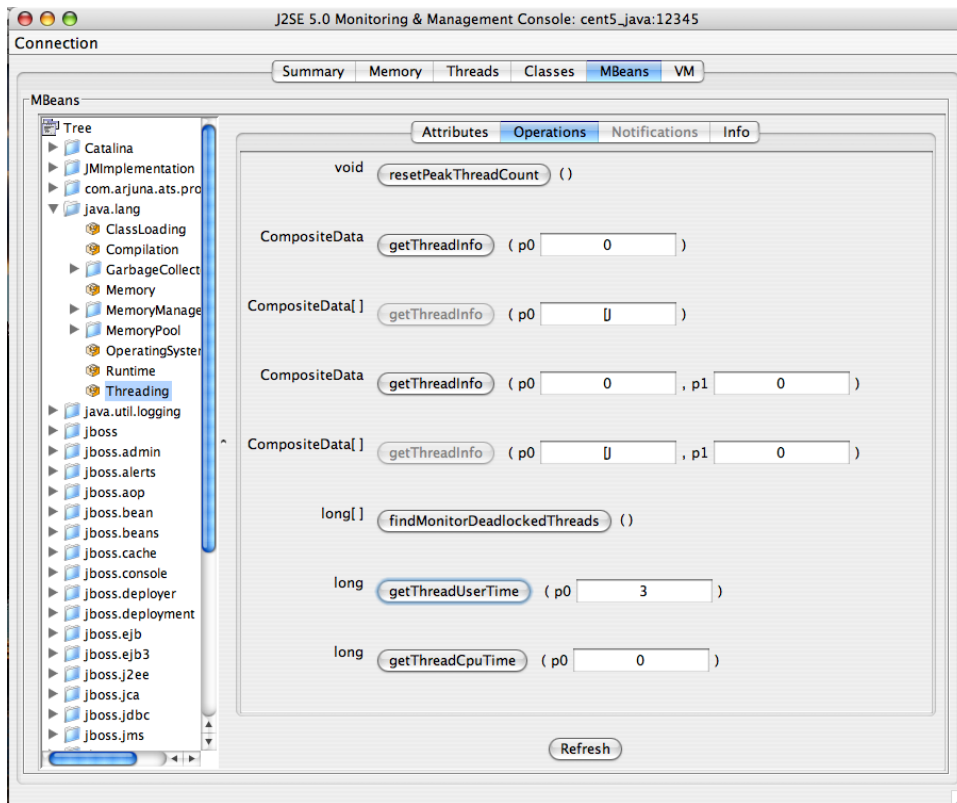 J2SE 5.0 Monitoring & Management Console: cent5_java:12345
Connection
Summary Memory Threads Classes MBeans VM
MBeans
Tree
Catalina
JMImplementation
com.arjuna.ats.pro
java.lang
ClassLoading
Compilation
GarbageCollect
Memory
MemoryManage
MemoryPool
OperatingSyster
Runtime
Threading
java.util.logging
jboss
jboss.admin
jboss.alerts
jboss.aop
jboss.bean
jboss.beans
jboss.cache
jboss.console
jboss.deployer
jboss.deployment
jboss.ejb
jboss.ejb3
jboss.j2ee
jboss.jca
jboss.jdbc
jboss.jms
Attributes Operations Notifications Info
void resetPeakThreadCount ()
CompositeData getThreadInfo ( p0 0 )
CompositeData[] getThreadInfo ( p0 [J )
CompositeData getThreadInfo ( p0 0 , p1 0 )
CompositeData[] getThreadInfo ( p0 [J , p1 0 )
long[] findMonitorDeadlockedThreads ()
long getThreadUserTime ( p0 3 )
long getThreadCpuTime ( p0 0 )
Refresh